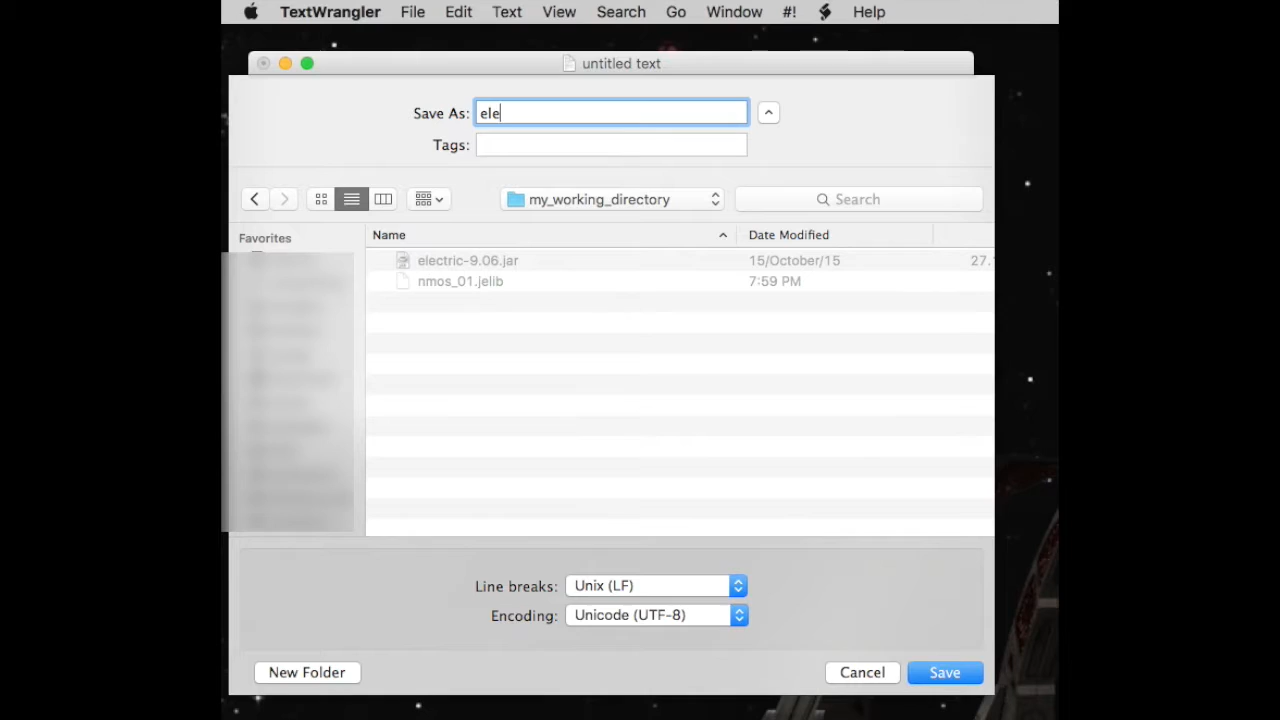 TextWrangler File Edit Text View Search Go Window #! Help
untitled text
Save As: ele
Tags:
my_working_directory
Search
Favorites
Name Date Modified
electric-9.06.jar 15/October/15 27.
nmos_01.jelib 7:59 PM
Line breaks: Unix (LF)
Encoding: Unicode (UTF-8)
New Folder Cancel Save